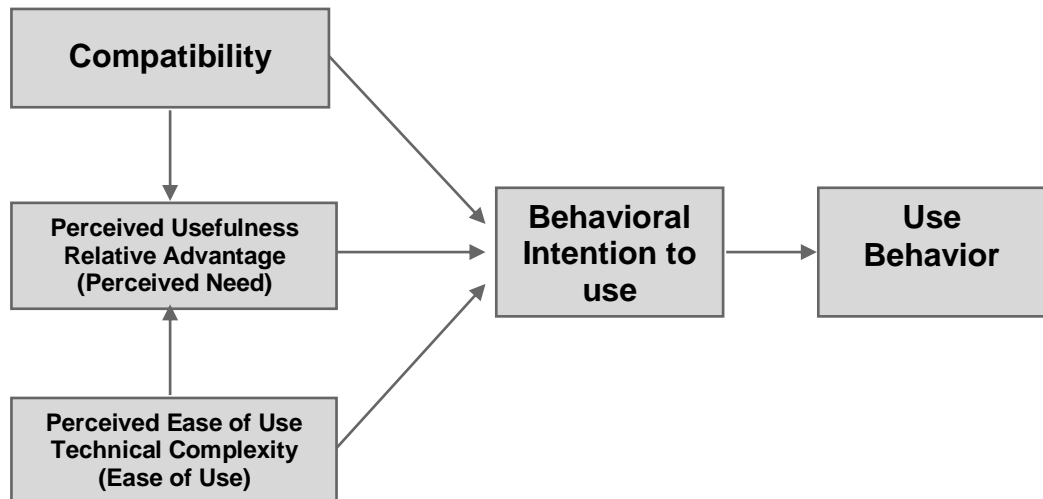 Compatibility
Perceived Usefulness
Relative Advantage
(Perceived Need)
Perceived Ease of Use
Technical Complexity
(Ease of Use)
Behavioral
Intention to
use
Use
Behavior